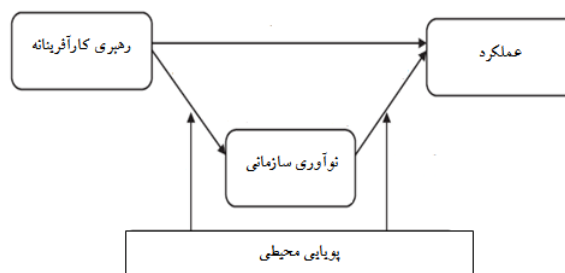 رهبری کارآفرینانه
عملکرد
نوآوری سازمانی
پویایی محیطی